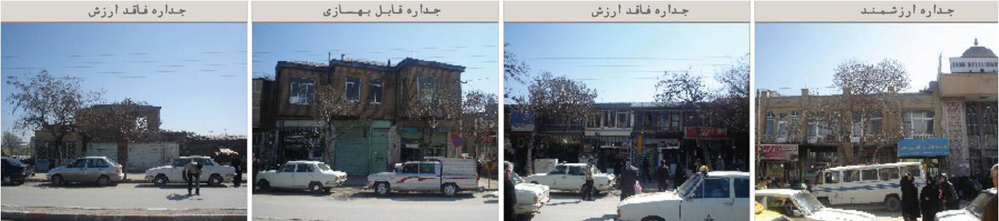 جداره ارزشمند
جداره فاقد ارزش
جداره قابل بهسازی
جداره فاقد ارزش